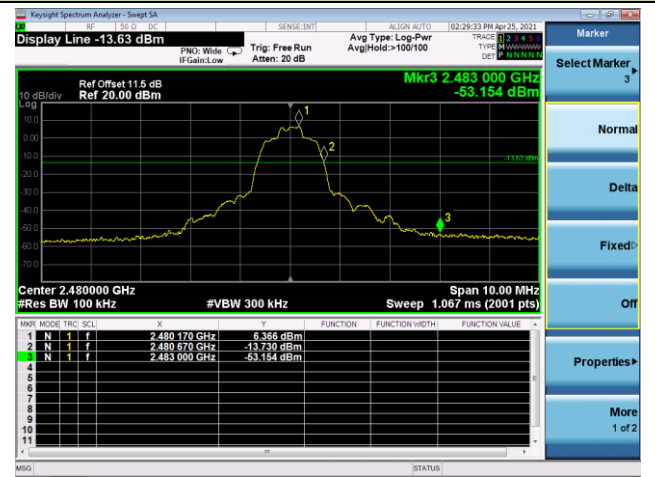 Keysight Spectrum Analyzer - Swept SA
RF 50 Ω DC SENSE:INT ALIGN AUTO 02:29:33 PM Apr 25, 2021
Display Line -13.63 dBm
PNO: Wide
IFGain:Low
Trig: Free Run
Atten: 20 dB
Avg Type: Log-Pwr
Avg|Hold:>100/100
TRACE 1 2 3 4 5 6
TYPE M W W W W W
DET P N N N N N
Ref Offset 11.5 dB
Ref 20.00 dBm
10 dB/div
Log
Mkr3 2.483 000 GHz
-53.154 dBm
10.0
0.00
-10.0
-20.0
-30.0
-40.0
-50.0
-60.0
-70.0
1
2
3
-13.63 dBm
Center 2.480000 GHz
Span 10.00 MHz
#Res BW 100 kHz
#VBW 300 kHz
Sweep 1.067 ms (2001 pts)
MKR MODE TRC SCL X Y FUNCTION FUNCTION WIDTH FUNCTION VALUE
1 N 1 f 2.480 170 GHz 6.366 dBm
2 N 1 f 2.480 670 GHz -13.730 dBm
3 N 1 f 2.483 000 GHz -53.154 dBm
4
5
6
7
8
9
10
11
MSG
STATUS
Marker
Select Marker
3
Normal
Delta
Fixed
Off
Properties
More
1 of 2